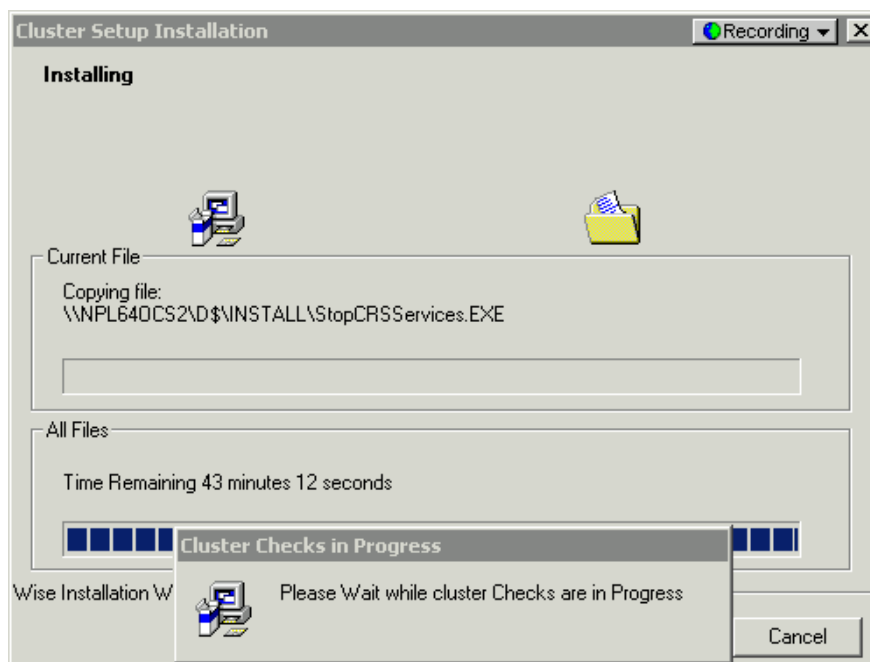 Cluster Setup Installation
Recording
Installing
Current File
Copying file:
\\NPL640CS2\D$\INSTALL\StopCRSServices.EXE
All Files
Time Remaining 43 minutes 12 seconds
Cluster Checks in Progress
Wise Installation W
Please Wait while cluster Checks are in Progress
Cancel